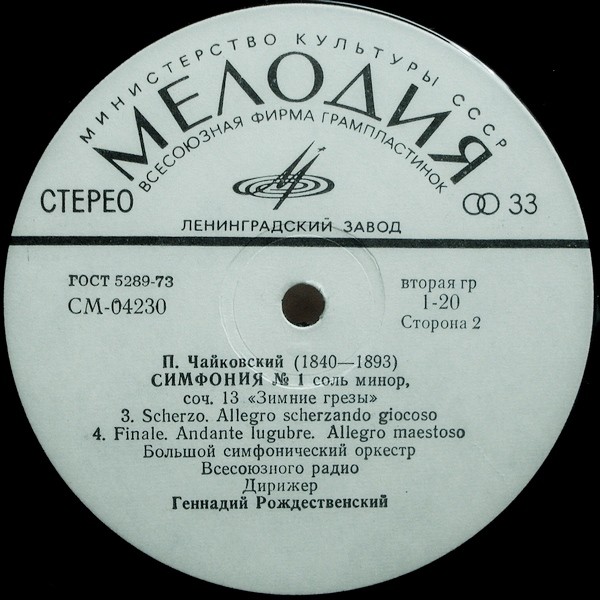 МИНИСТЕРСТВО КУЛЬТУРЫ СССР
МЕЛОДИЯ
ВСЕСОЮЗНАЯ ФИРМА ГРАМПЛАСТИНОК
СТЕРЕО
33
ЛЕНИНГРАДСКИЙ ЗАВОД
ГОСТ 5289-73
СМ-04230
вторая гр
1-20
Сторона 2
П. Чайковский (1840—1893)
СИМФОНИЯ № 1 соль минор,
соч. 13 «Зимние грезы»
3. Scherzo. Allegro scherzando giocoso
4. Finale. Andante lugubre. Allegro maestoso
Большой симфонический оркестр
Всесоюзного радио
Дирижер
Геннадий Рождественский